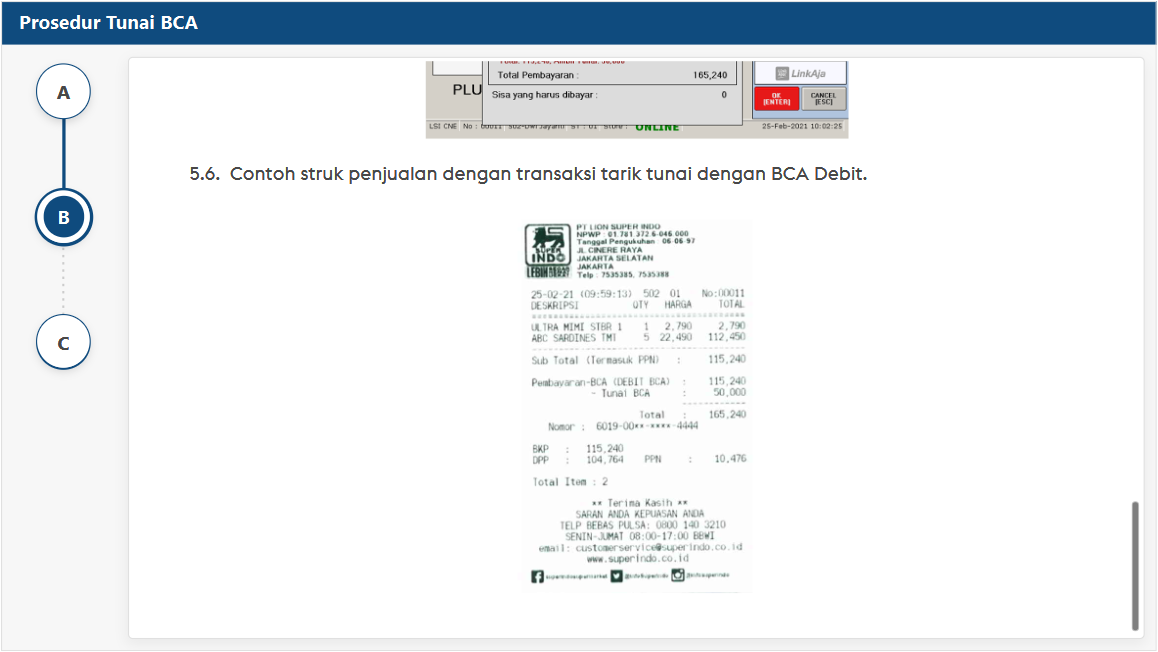 Prosedur Tunai BCA
A
B
C
Total Pembayaran : 165,240
PLU
Sisa yang harus dibayar : 0
LinkAja
OK [ENTER]
CANCEL [ESC]
LSI CNE No : 00011 502-Dwi Jayanti ST : 01 Store : ONLINE 25-Feb-2021 10:02:25
5.6. Contoh struk penjualan dengan transaksi tarik tunai dengan BCA Debit.
SUPER INDO
PT LION SUPER INDO
NPWP : 01.781.372.6-046.000
Tanggal Pengukuhan : 06-06-97
JL.CINERE RAYA
JAKARTA SELATAN
JAKARTA
Telp : 7535385, 7535388
25-02-21 (09:59:13) 502 01 No:00011
DESKRIPSI QTY HARGA TOTAL
ULTRA MIMI STBR 1 1 2,790 2,790
ABC SARDINES TMT 5 22,490 112,450
Sub Total (Termasuk PPN) : 115,240
Pembayaran-BCA (DEBIT BCA) : 115,240
- Tunai BCA : 50,000
Total : 165,240
Nomor : 6019-00**-****-4444
BKP : 115,240
DPP : 104,764 PPN : 10,476
Total Item : 2
** Terima Kasih **
SARAN ANDA KEPUASAN ANDA
TELP BEBAS PULSA: 0800 140 3210
SENIN-JUMAT 08:00-17:00 BBWI
email: customerservice@superindo.co.id
www.superindo.co.id